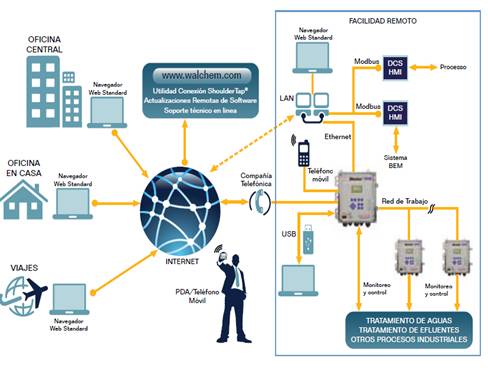 OFICINA
CENTRAL
Navegador
Web Standard
www.walchem.com
Utilidad Conexión ShoulderTap®
Actualizaciones Remotas de Software
Soporte técnico en linea
OFICINA
EN CASA
Navegador
Web Standard
VIAJES
Navegador
Web Standard
INTERNET
PDA/Teléfono
Móvil
Compañía
Telefónica
FACILIDAD REMOTO
Navegador
Web Standard
LAN
Modbus
DCS
HMI
Proceso
Modbus
DCS
HMI
Ethernet
Sistema
BEM
Teléfono
móvil
USB
Red de Trabajo
Monitoreo
y control
Monitoreo
y control
Monitoreo
y control
TRATAMIENTO DE AGUAS
TRATAMIENTO DE EFLUENTES
OTROS PROCESOS INDUSTRIALES